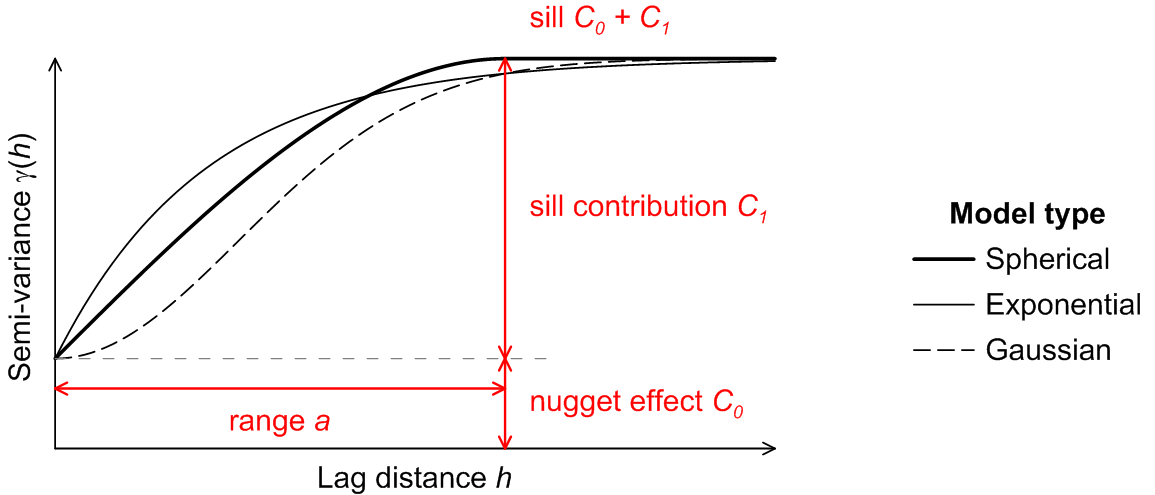 sill C₀ + C₁
Semi-variance γ(h)
sill contribution C₁
Model type
Spherical
Exponential
Gaussian
nugget effect C₀
range a
Lag distance h